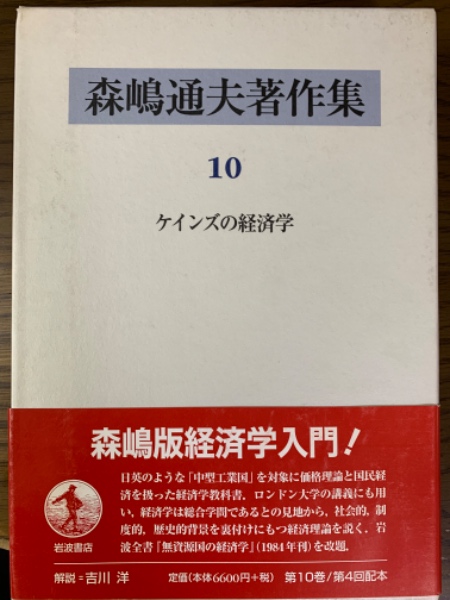 森嶋通夫著作集
10
ケインズの経済学
森嶋版経済学入門!
日英のような「中型工業国」を対象に価格理論と国民経
済を扱った経済学教科書．ロンドン大学の講義にも用
い，経済学は総合学問であるとの見地から，社会的，制
度的，歴史的背景を裏付けにもつ経済理論を説く．岩
波全書『無資源国の経済学』(1984年刊)を改題．
岩波書店
解説=吉川 洋 定価(本体6600円+税) 第10巻/第4回配本